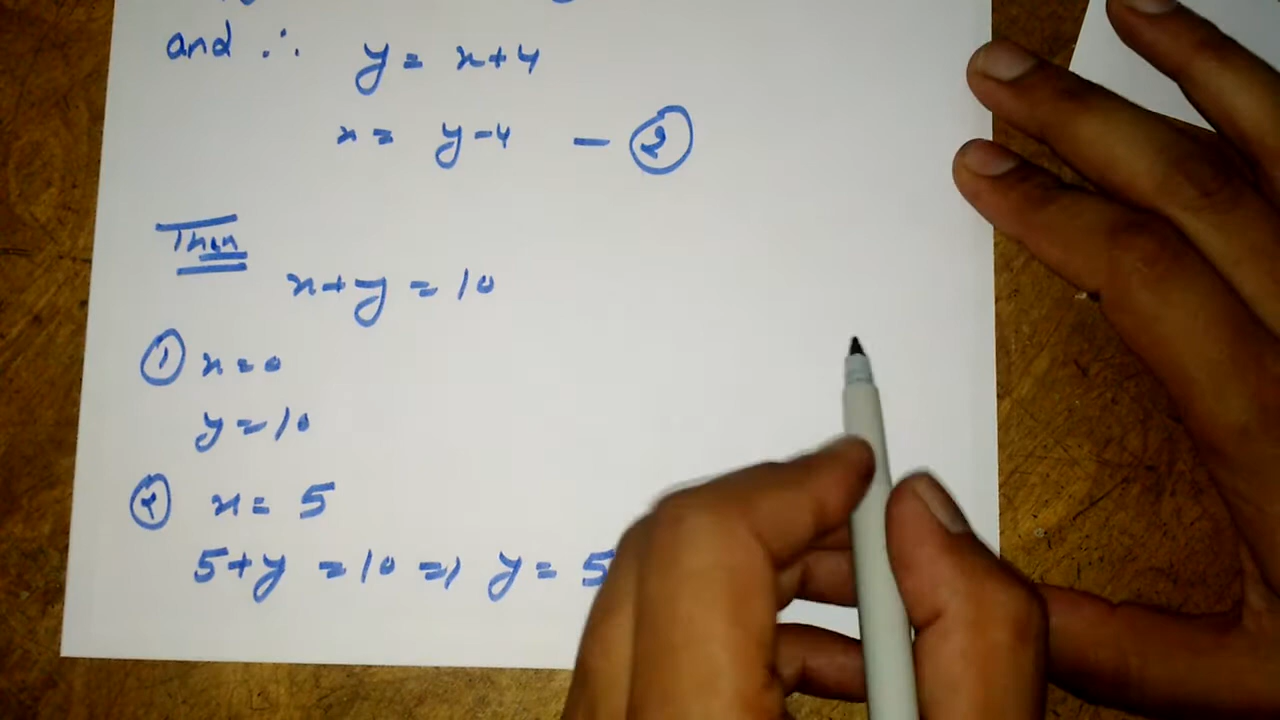 and ∴ y = x+4
x = y-4 - ②
Then
x+y = 10
① x=0
y=10
② x = 5
5+y = 10 => y = 5